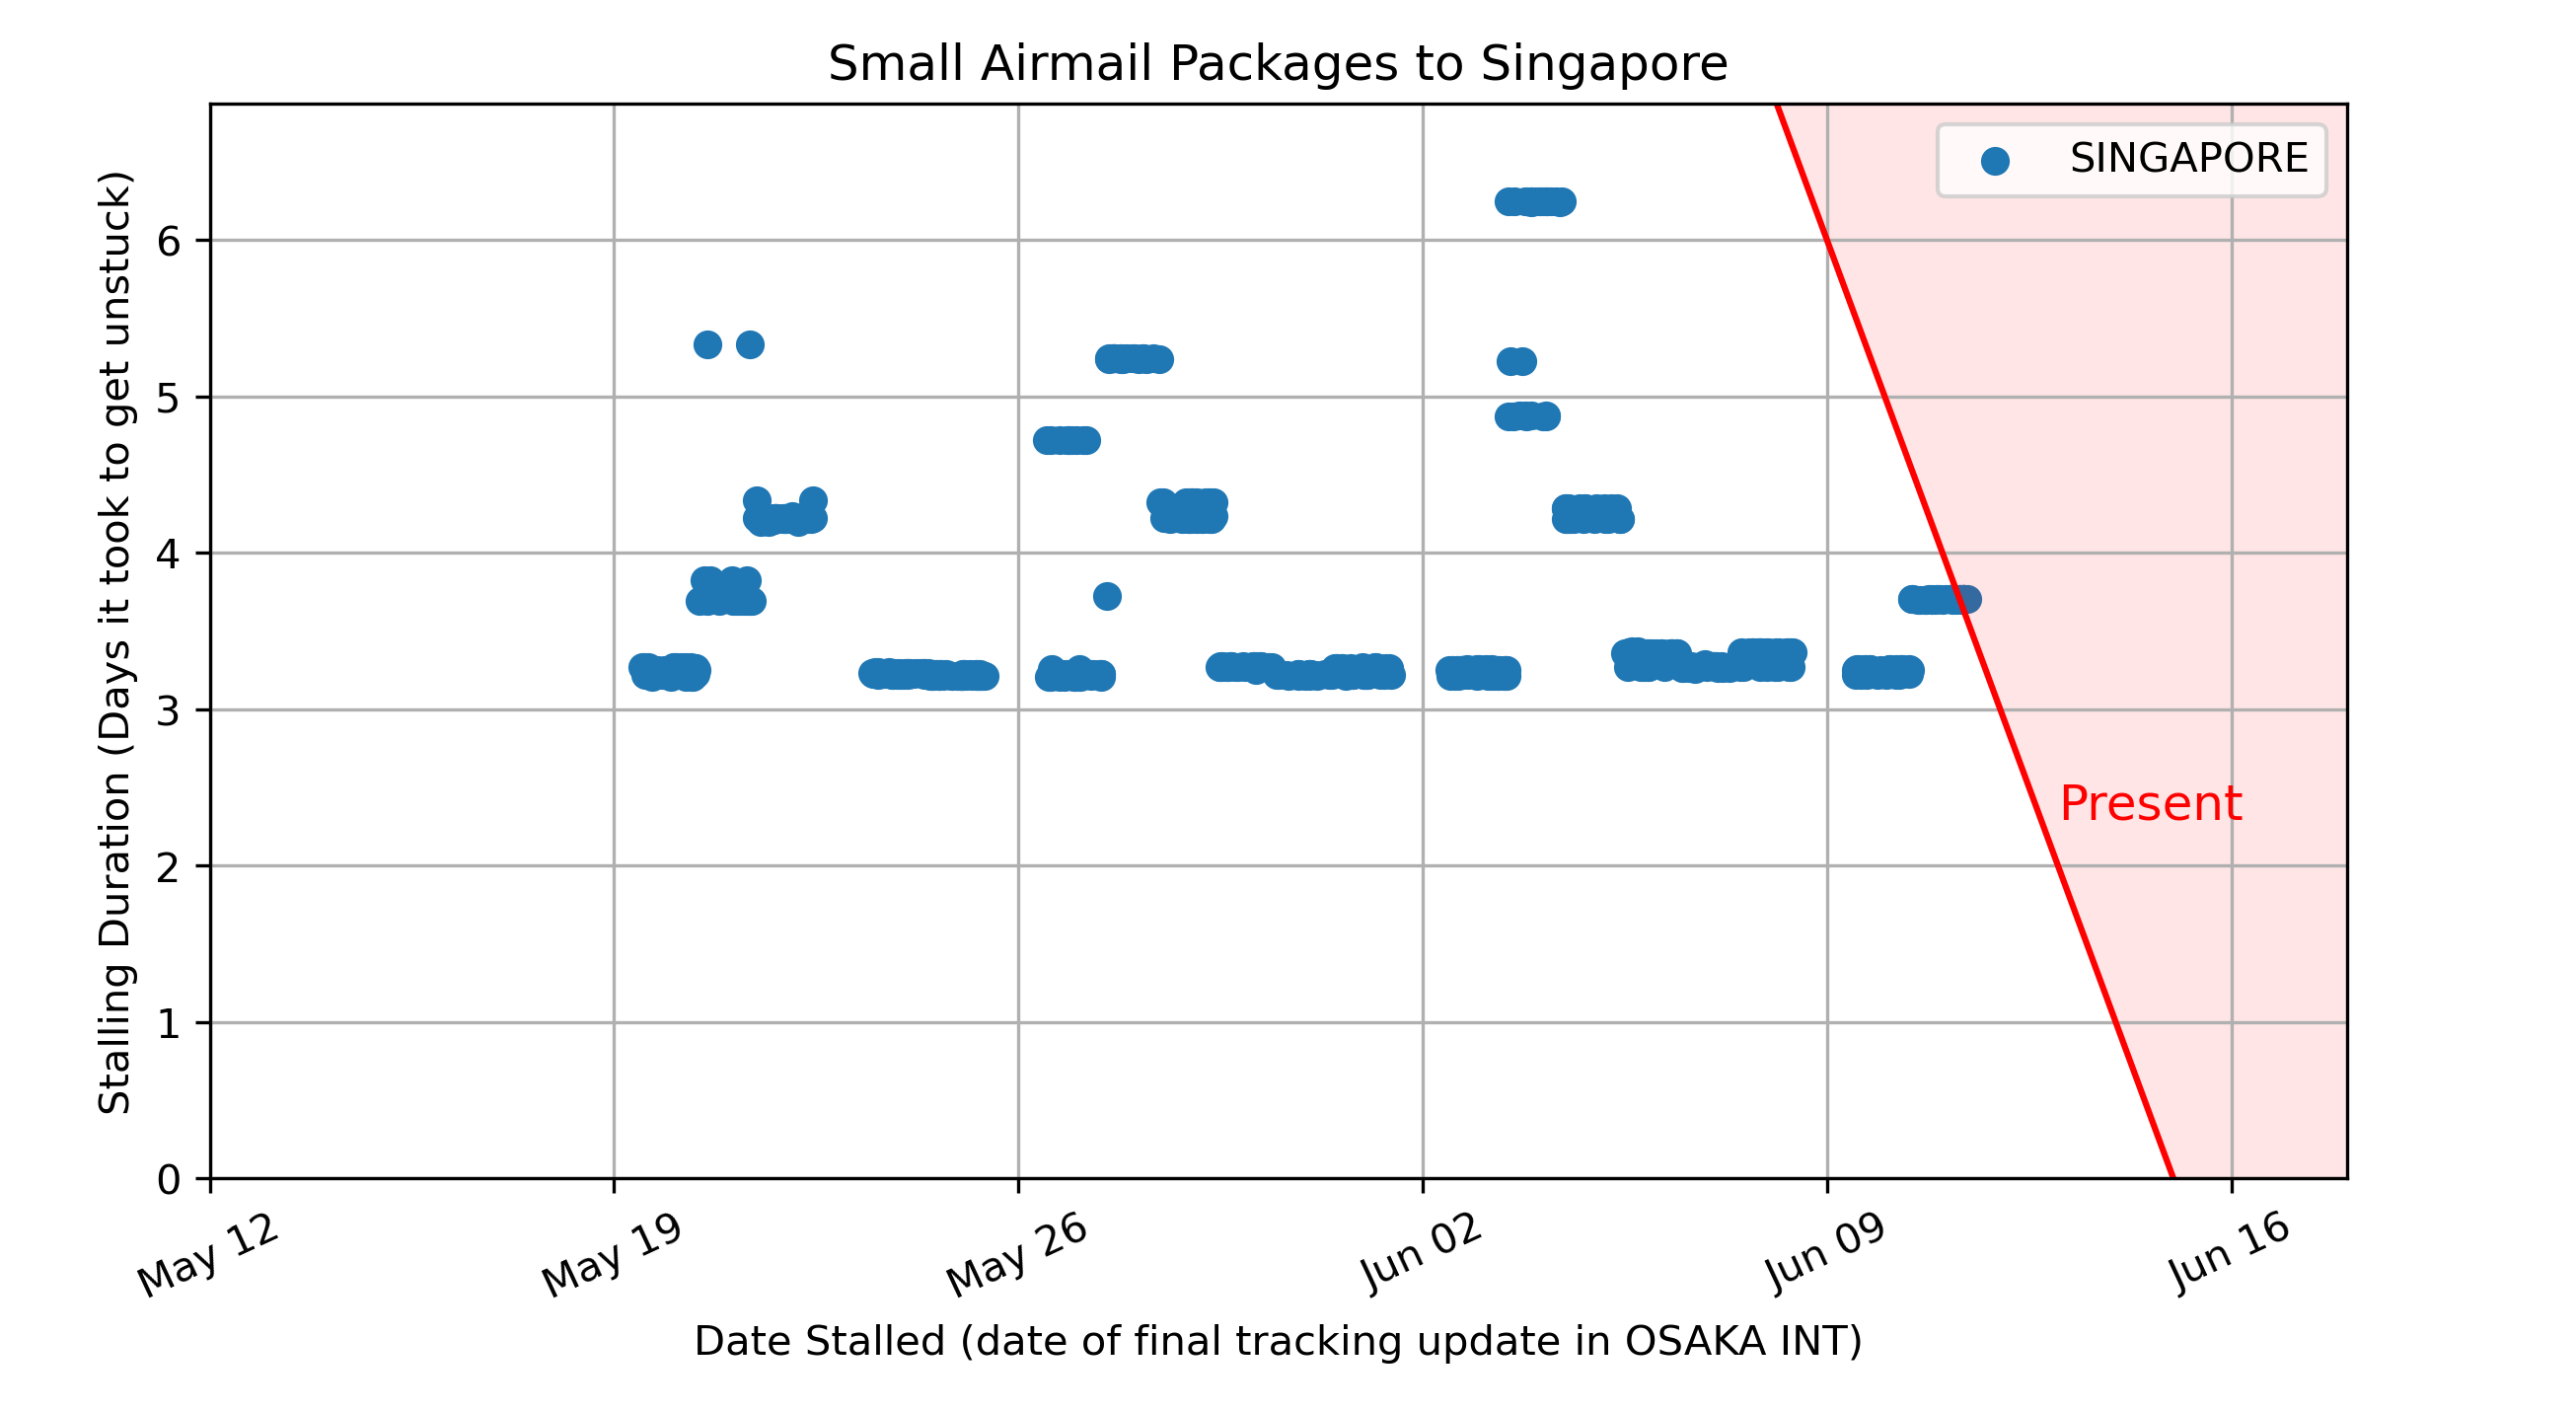 Small Airmail Packages to Singapore
SINGAPORE
Stalling Duration (Days it took to get unstuck)
6
5
4
3
2
1
0
Present
May 12
May 19
May 26
Jun 02
Jun 09
Jun 16
Date Stalled (date of final tracking update in OSAKA INT)